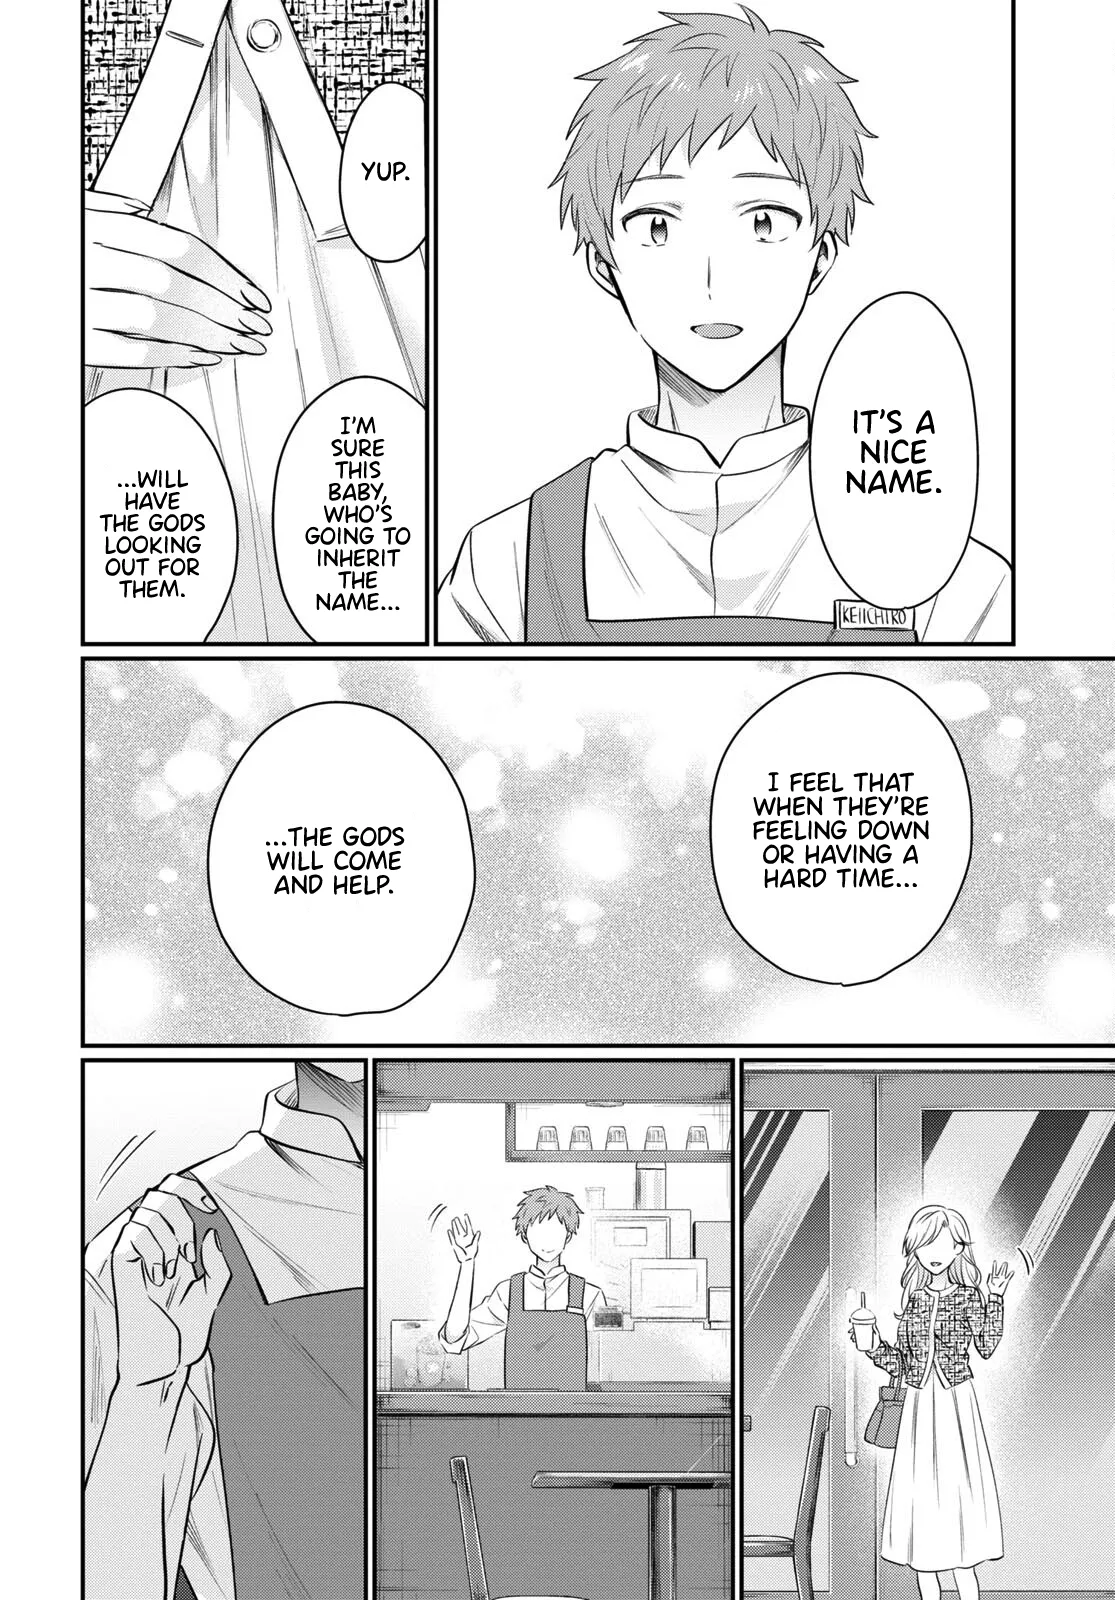 IT'S A
NICE
NAME.
KEIICHIRO
YUP.
I'M
SURE
THIS
BABY,
WHO'S
GOING TO
INHERIT
THE
NAME...
...WILL
HAVE
THE GODS
LOOKING
OUT FOR
THEM.
I FEEL THAT
WHEN THEY'RE
FEELING DOWN
OR HAVING A
HARD TIME...
...THE GODS
WILL COME
AND HELP.